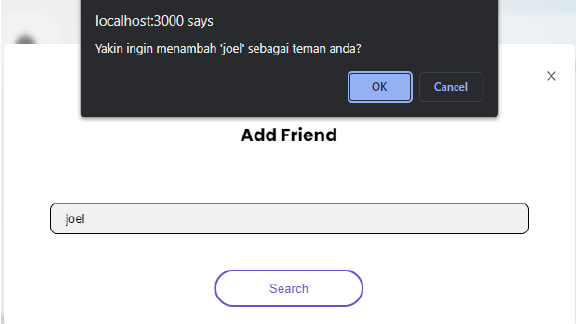 localhost:3000 says
Yakin ingin menambah 'joel' sebagai teman anda?
OK Cancel
Add Friend
joel
Search